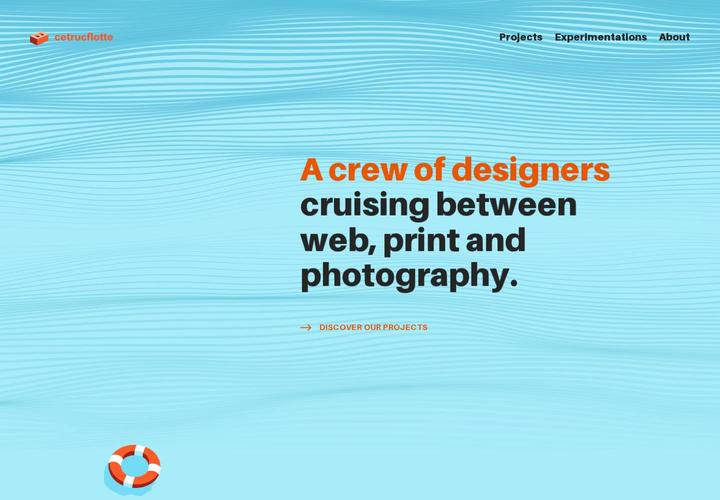 cetrucflotte
Projects Experimentations About
A crew of designers
cruising between
web, print and
photography.
→ DISCOVER OUR PROJECTS